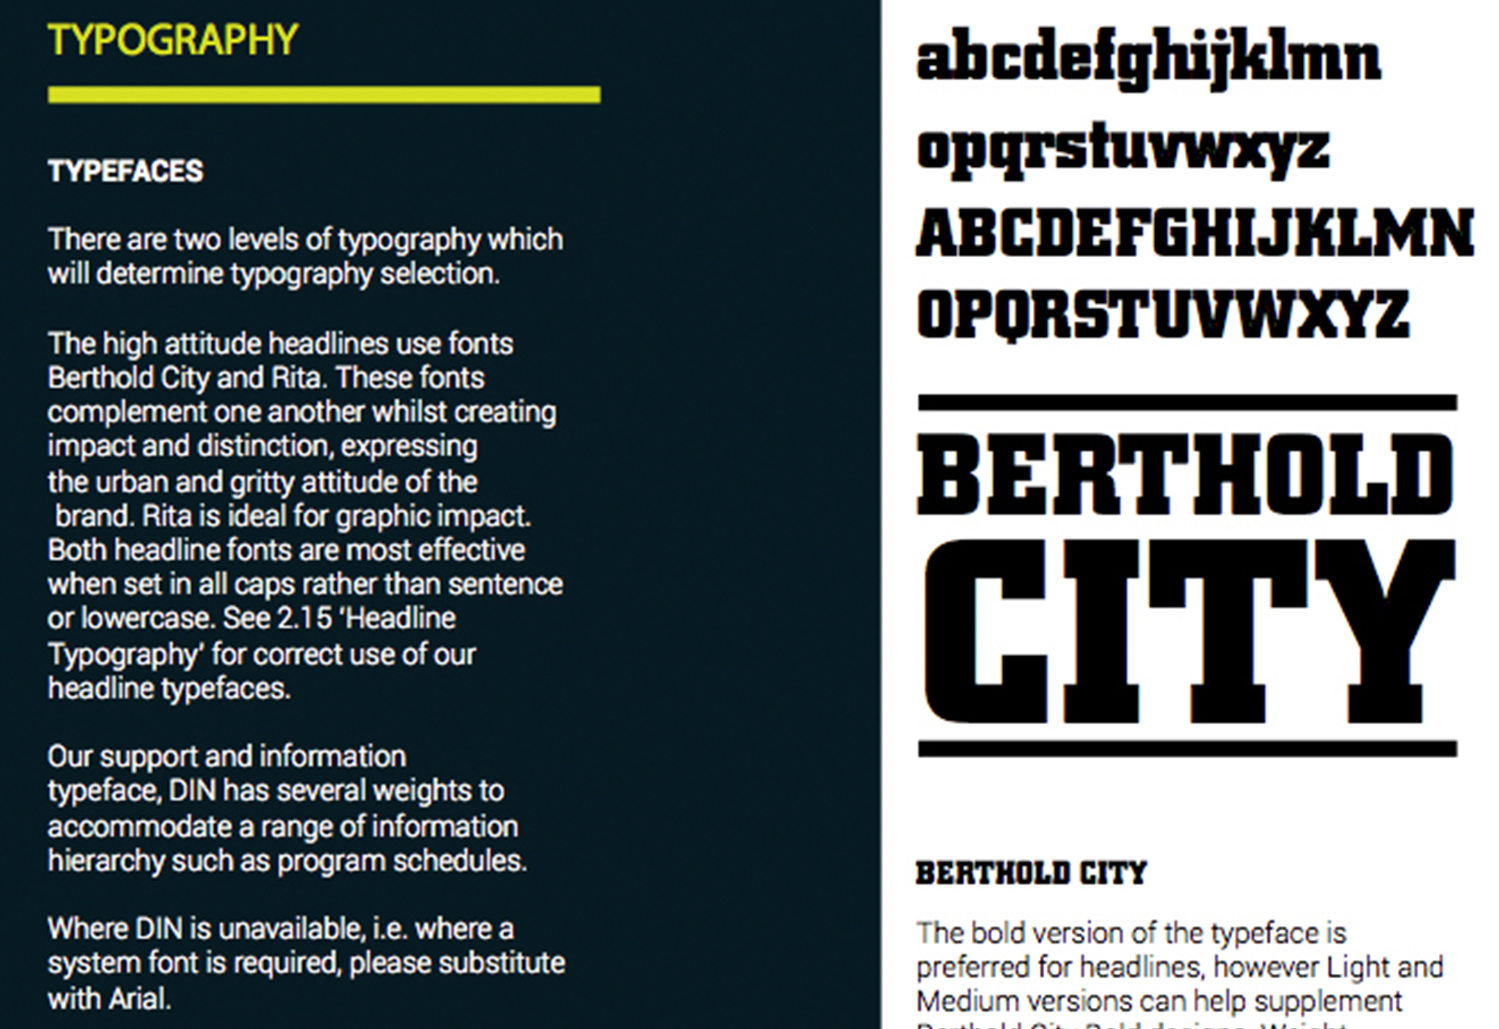 TYPOGRAPHY
TYPEFACES
There are two levels of typography which
will determine typography selection.
The high attitude headlines use fonts
Berthold City and Rita. These fonts
complement one another whilst creating
impact and distinction, expressing
the urban and gritty attitude of the
brand. Rita is ideal for graphic impact.
Both headline fonts are most effective
when set in all caps rather than sentence
or lowercase. See 2.15 ‘Headline
Typography’ for correct use of our
headline typefaces.
Our support and information
typeface, DIN has several weights to
accommodate a range of information
hierarchy such as program schedules.
Where DIN is unavailable, i.e. where a
system font is required, please substitute
with Arial.
abcdefghijklmn
opqrstuvwxyz
ABCDEFGHIJKLMN
OPQRSTUVWXYZ
BERTHOLD
CITY
BERTHOLD CITY
The bold version of the typeface is
preferred for headlines, however Light and
Medium versions can help supplement
Berthold City Bold designs. Weight